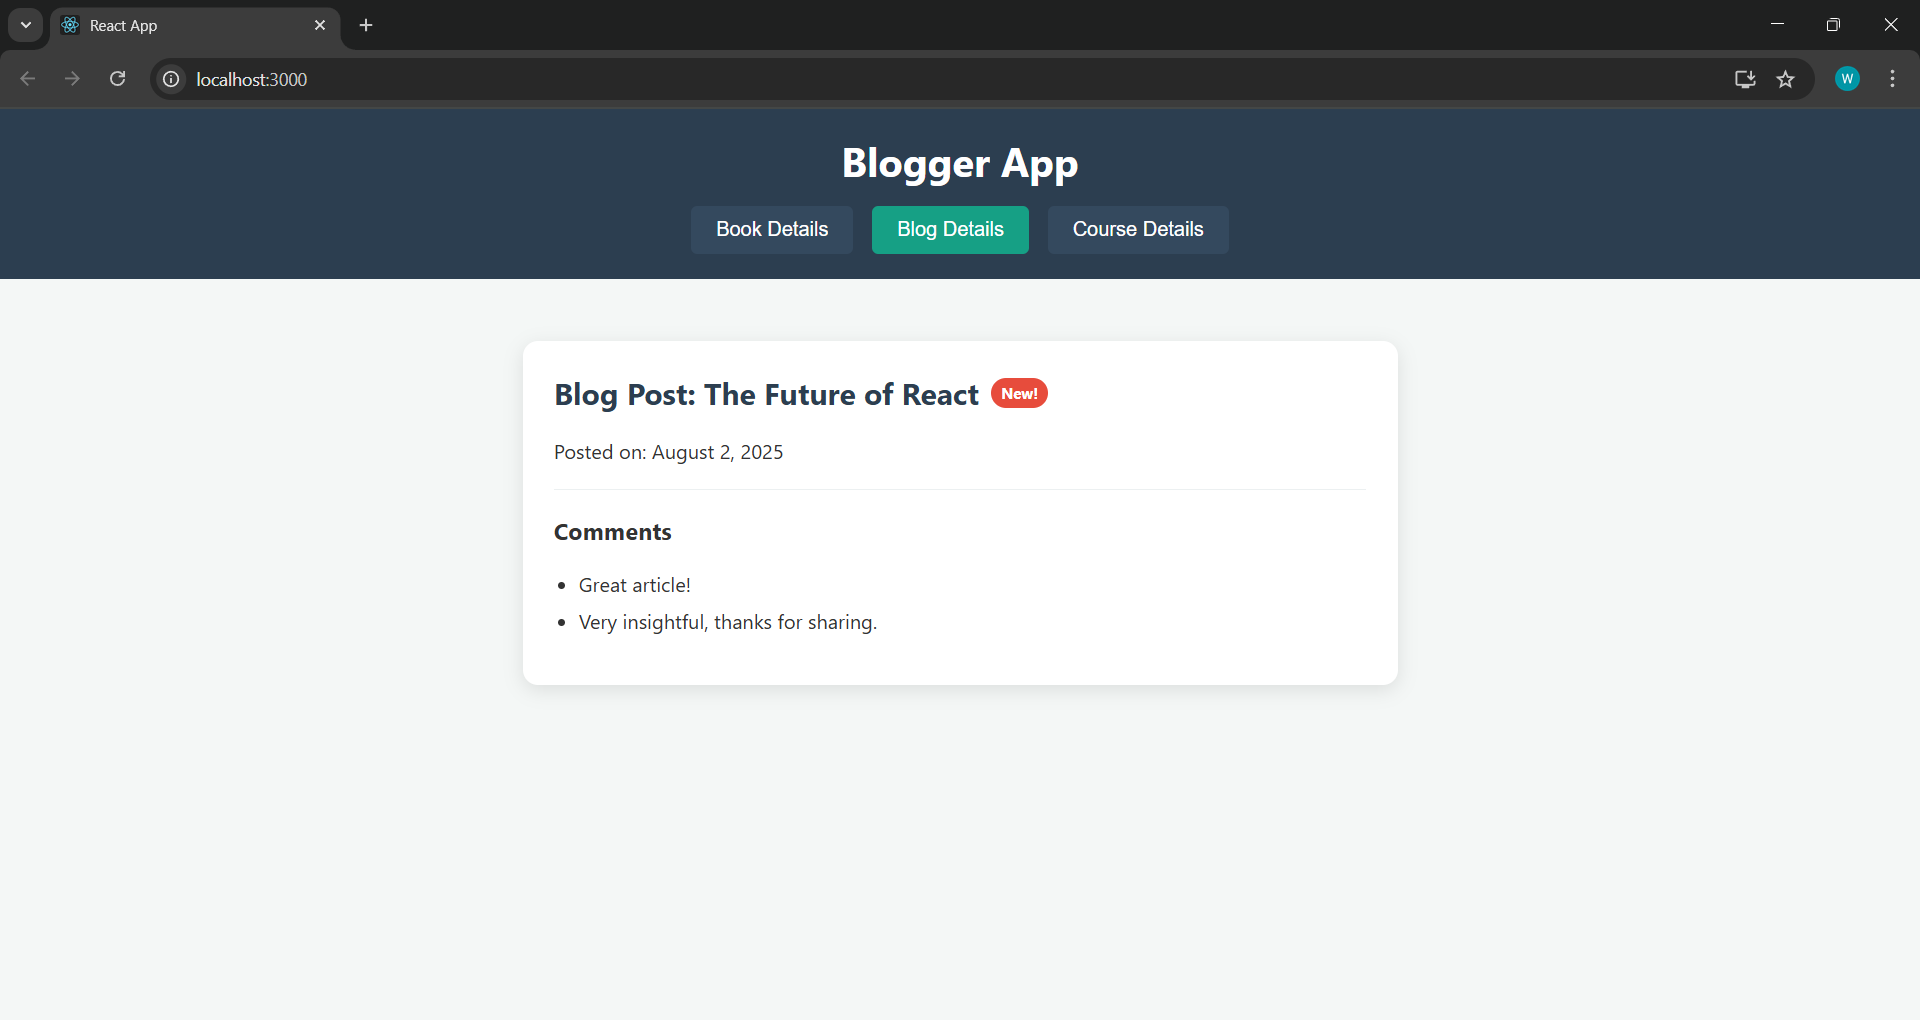 React App
localhost:3000
W
Blogger App
Book Details
Blog Details
Course Details
Blog Post: The Future of React New!
Posted on: August 2, 2025
Comments
Great article!
Very insightful, thanks for sharing.